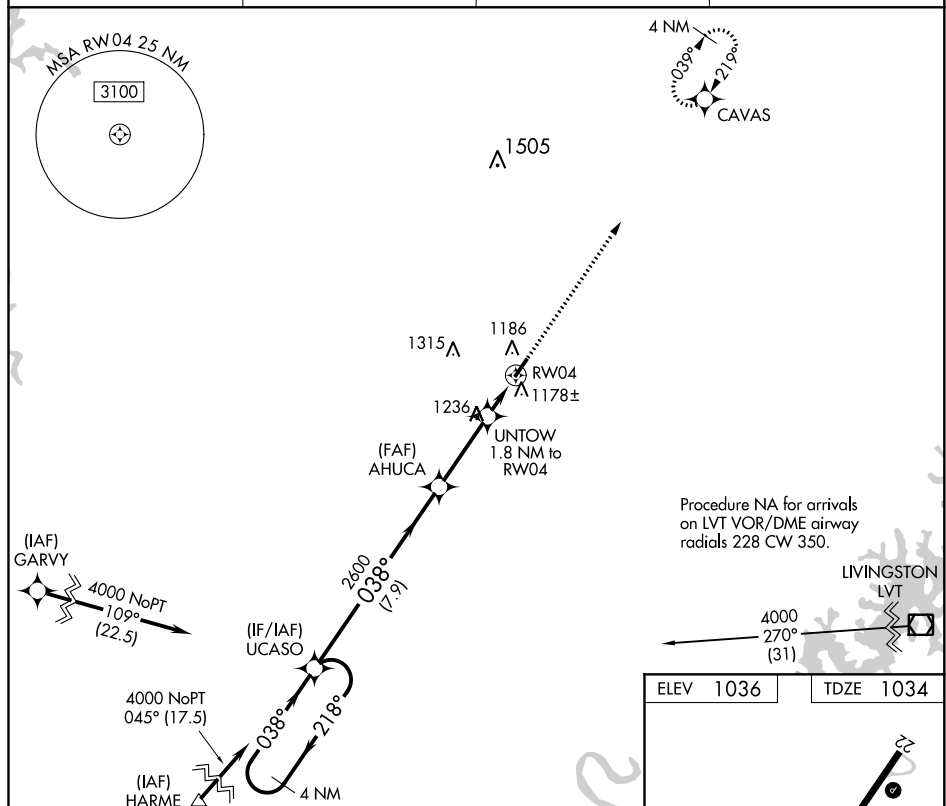 MSA RW04 25 NM
3100
4 NM
039°
219°
CAVAS
1505
1315
1186
RW04
1178±
1236
UNTOW
1.8 NM to
RW04
(FAF)
AHUCA
Procedure NA for arrivals
on LVT VOR/DME airway
radials 228 CW 350.
(IAF)
GARVY
4000 NoPT
109°
(22.5)
2600
038°
(7.9)
LIVINGSTON
LVT
4000
270°
(31)
(IF/IAF)
UCASO
4000 NoPT
045° (17.5)
038°
218°
4 NM
(IAF)
HARME
ELEV 1036
TDZE 1034
22